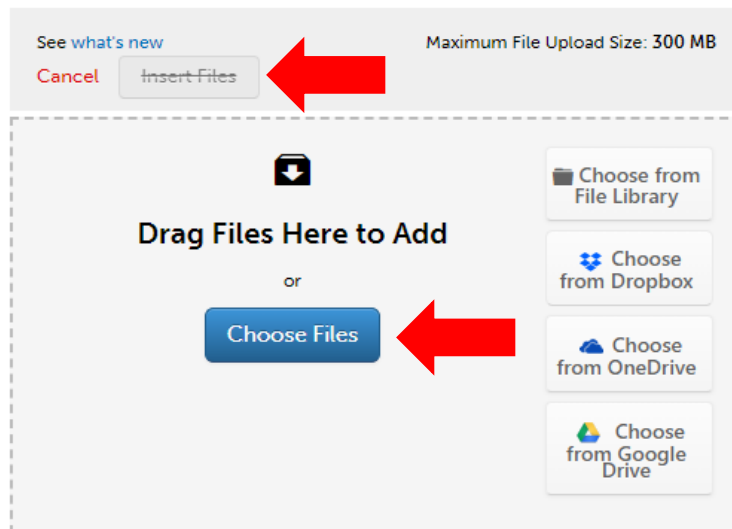 See what's new
Maximum File Upload Size: 300 MB
Cancel
Insert Files
Drag Files Here to Add
or
Choose Files
Choose from
File Library
Choose
from Dropbox
Choose
from OneDrive
Choose
from Google
Drive